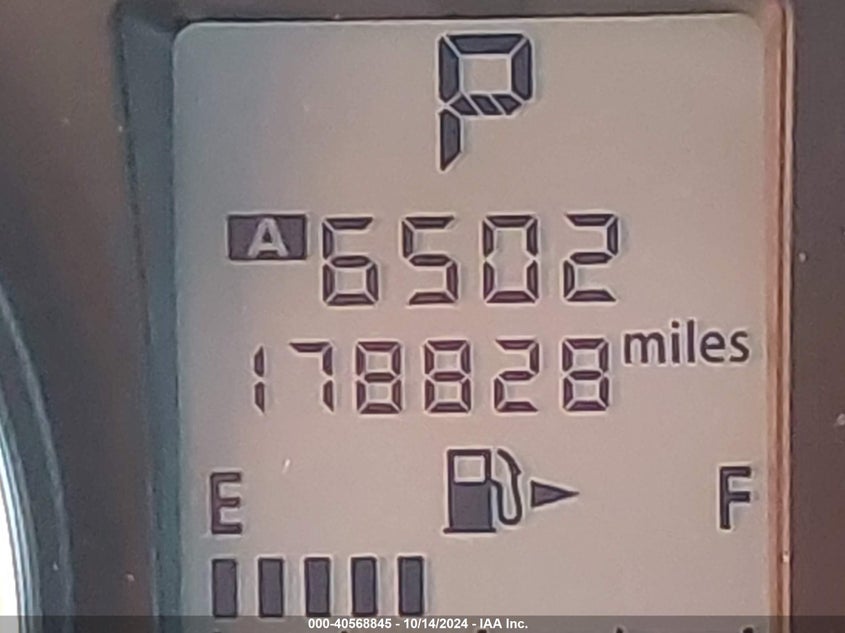 P
A 6502
178828 miles
E F
000-40568845 - 10/14/2024 - IAA Inc.